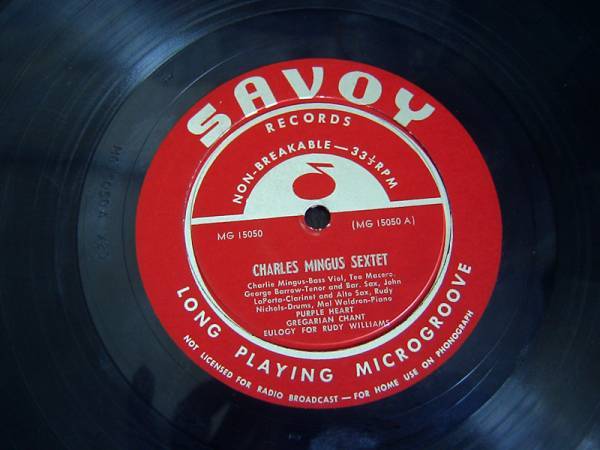 SAVOY
RECORDS
NON-BREAKABLE—33⅓RPM
MG 15050
(MG 15050 A)
CHARLES MINGUS SEXTET
Charlie Mingus-Bass Viol, Teo Macero,
George Barrow-Tenor and Bar. Sax, John
LaPorta-Clarinet and Alto Sax, Rudy
Nichols-Drums, Mal Waldron-Piano
PURPLE HEART
GREGARIAN CHANT
EULOGY FOR RUDY WILLIAMS
LONG PLAYING MICROGROOVE
NOT LICENSED FOR RADIO BROADCAST—FOR HOME USE ON PHONOGRAPH